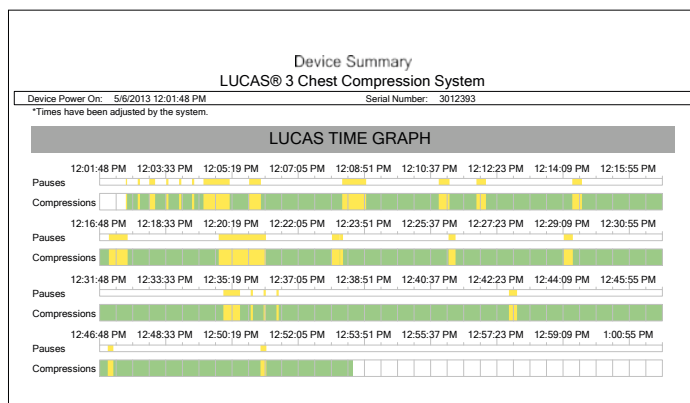 Device Summary
LUCAS® 3 Chest Compression System
Device Power On: 5/6/2013 12:01:48 PM Serial Number: 3012393
*Times have been adjusted by the system.
LUCAS TIME GRAPH
12:01:48 PM 12:03:33 PM 12:05:19 PM 12:07:05 PM 12:08:51 PM 12:10:37 PM 12:12:23 PM 12:14:09 PM 12:15:55 PM
Pauses
Compressions
12:16:48 PM 12:18:33 PM 12:20:19 PM 12:22:05 PM 12:23:51 PM 12:25:37 PM 12:27:23 PM 12:29:09 PM 12:30:55 PM
Pauses
Compressions
12:31:48 PM 12:33:33 PM 12:35:19 PM 12:37:05 PM 12:38:51 PM 12:40:37 PM 12:42:23 PM 12:44:09 PM 12:45:55 PM
Pauses
Compressions
12:46:48 PM 12:48:33 PM 12:50:19 PM 12:52:05 PM 12:53:51 PM 12:55:37 PM 12:57:23 PM 12:59:09 PM 1:00:55 PM
Pauses
Compressions